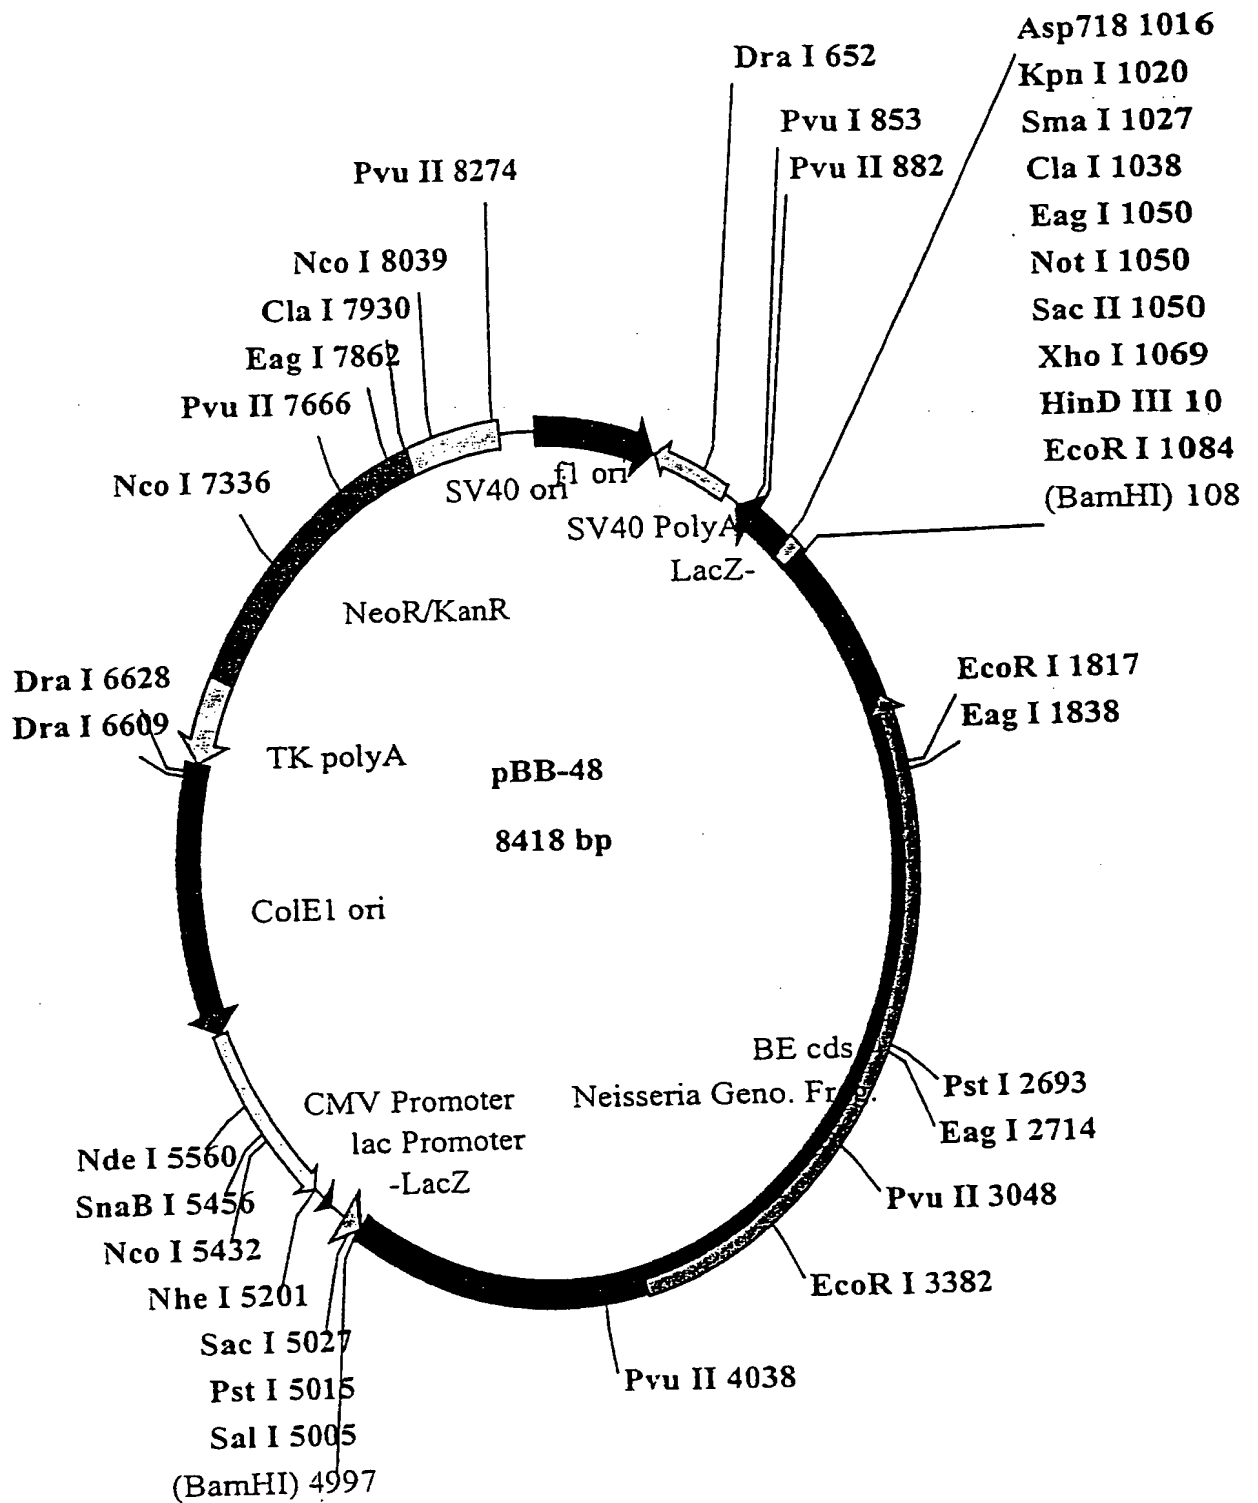 Asp718 1016
Kpn I 1020
Sma I 1027
Cla I 1038
Eag I 1050
Not I 1050
Sac II 1050
Xho I 1069
HinD III 10
EcoR I 1084
(BamHI) 108
Dra I 652
Pvu I 853
Pvu II 882
Pvu II 8274
Nco I 8039
Cla I 7930
Eag I 7862
Pvu II 7666
Nco I 7336
SV40 ori
f1 ori
SV40 PolyA
LacZ-
NeoR/KanR
EcoR I 1817
Eag I 1838
Dra I 6628
Dra I 6609
TK polyA
pBB-48
8418 bp
ColE1 ori
BE cds
Neisseria Geno.
Pst I 2693
Eag I 2714
CMV Promoter
lac Promoter
-LacZ
Nde I 5560
SnaB I 5456
Nco I 5432
Nhe I 5201
Sac I 5027
Pst I 5015
Sal I 5005
(BamHI) 4997
Pvu II 3048
EcoR I 3382
Pvu II 4038